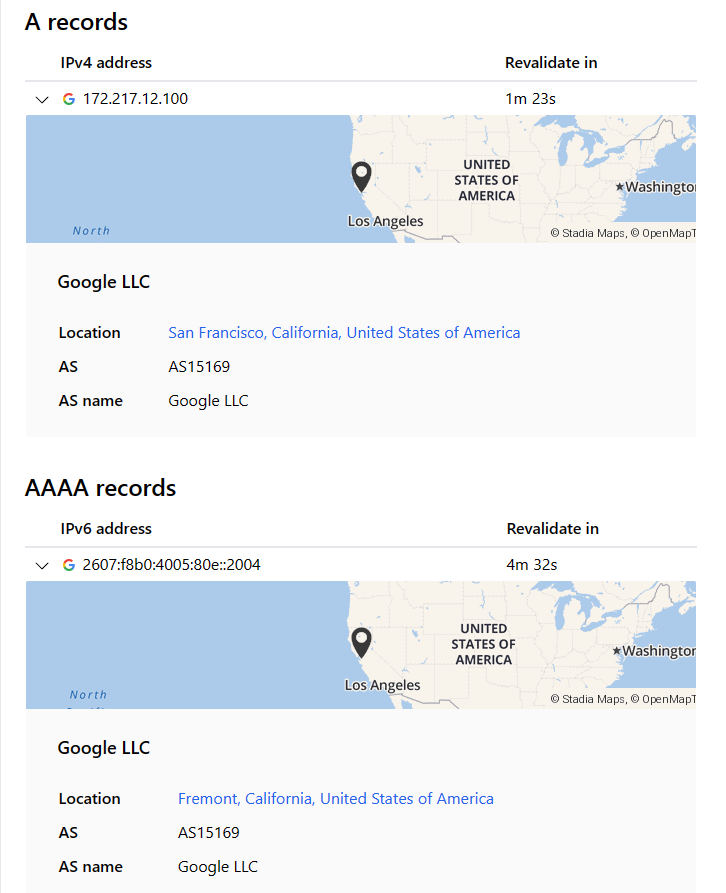 A records
IPv4 address Revalidate in
172.217.12.100 1m 23s
UNITED
STATES OF
AMERICA
Washington
Los Angeles
North
© Stadia Maps, © OpenMapT
Google LLC
Location San Francisco, California, United States of America
AS AS15169
AS name Google LLC
AAAA records
IPv6 address Revalidate in
2607:f8b0:4005:80e::2004 4m 32s
UNITED
STATES OF
AMERICA
Washington
Los Angeles
North
© Stadia Maps, © OpenMapT
Google LLC
Location Fremont, California, United States of America
AS AS15169
AS name Google LLC